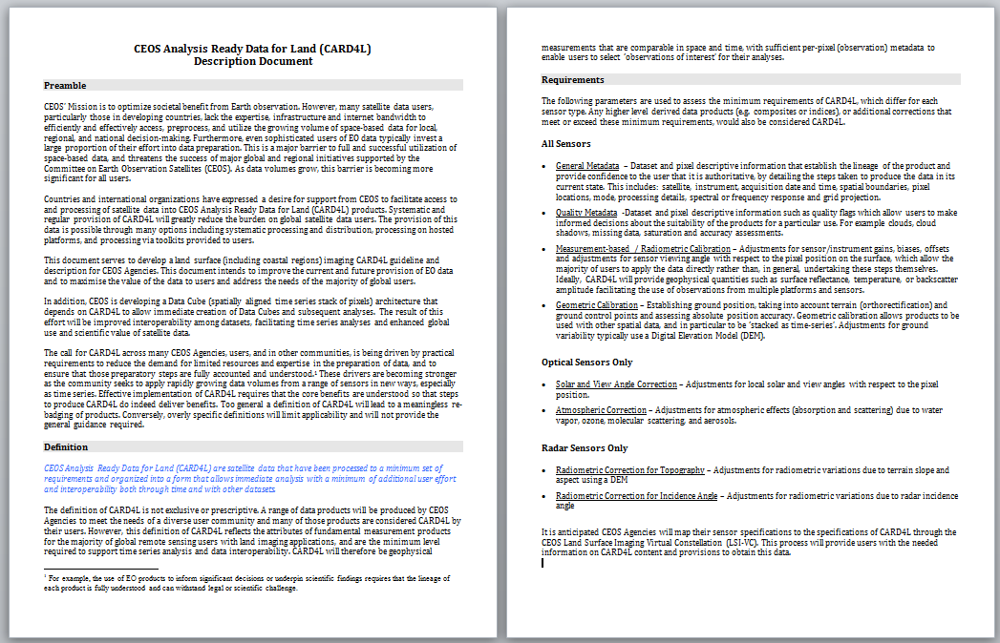 CEOS Analysis Ready Data for Land (CARD4L)
Description Document
Preamble
CEOS' Mission is to optimize societal benefit from Earth observation. However, many satellite data users,
particularly those in developing countries, lack the expertise, infrastructure and internet bandwidth to
efficiently and effectively access, preprocess, and utilize the growing volume of space-based data for local,
regional, and national decision-making. Furthermore, even sophisticated users of EO data typically invest a
large proportion of their effort into data preparation. This is a major barrier to full and successful utilization of
space-based data, and threatens the success of major global and regional initiatives supported by the
Committee on Earth Observation Satellites (CEOS). As data volumes grow, this barrier is becoming more
significant for all users.
Countries and international organizations have expressed a desire for support from CEOS to facilitate access to
and processing of satellite data into CEOS Analysis Ready Data for Land (CARD4L) products. Systematic and
regular provision of CARD4L will greatly reduce the burden on global satellite data users. The provision of this
data is possible through many options including systematic processing and distribution, processing on hosted
platforms, and processing via toolkits provided to users.
This document serves to develop a land surface (including coastal regions) imaging CARD4L guideline and
description for CEOS Agencies. This document intends to improve the current and future provision of EO data
and to maximise the value of the data to users and address the needs of the majority of global users.
In addition, CEOS is developing a Data Cube (spatially aligned time series stack of pixels) architecture that
depends on CARD4L to allow immediate creation of Data Cubes and subsequent analyses. The result of this
effort will be improved interoperability among datasets, facilitating time series analyses and enhanced global
use and scientific value of satellite data.
The call for CARD4L across many CEOS Agencies, users, and in other communities, is being driven by practical
requirements to reduce the demand for limited resources and expertise in the preparation of data, and to
ensure that those preparatory steps are fully accounted and understood.¹ These drivers are becoming stronger
as the community seeks to apply rapidly growing data volumes from a range of sensors in new ways, especially
as time series. Effective implementation of CARD4L requires that the core benefits are understood so that steps
to produce CARD4L do indeed deliver benefits. Too general a definition of CARD4L will lead to a meaningless re-
badging of products. Conversely, overly specific definitions will limit applicability and will not provide the
general guidance required.
Definition
CEOS Analysis Ready Data for Land (CARD4L) are satellite data that have been processed to a minimum set of
requirements and organized into a form that allows immediate analysis with a minimum of additional user effort
and interoperability both through time and with other datasets.
The definition of CARD4L is not exclusive or prescriptive. A range of data products will be produced by CEOS
Agencies to meet the needs of a diverse user community and many of those products are considered CARD4L by
their users. However, this definition of CARD4L reflects the attributes of fundamental measurement products
for the majority of global remote sensing users with land imaging applications, and are the minimum level
required to support time series analysis and data interoperability. CARD4L will therefore be geophysical
¹ For example, the use of EO products to inform significant decisions or underpin scientific findings requires that the lineage of
each product is fully understood and can withstand legal or scientific challenge.
measurements that are comparable in space and time, with sufficient per-pixel (observation) metadata to
enable users to select 'observations of interest' for their analyses.
Requirements
The following parameters are used to assess the minimum requirements of CARD4L, which differ for each
sensor type. Any higher level derived data products (e.g. composites or indices), or additional corrections that
meet or exceed these minimum requirements, would also be considered CARD4L.
All Sensors
• General Metadata – Dataset and pixel descriptive information that establish the lineage of the product and
provide confidence to the user that it is authoritative, by detailing the steps taken to produce the data in its
current state. This includes: satellite, instrument, acquisition date and time, spatial boundaries, pixel
locations, mode, processing details, spectral or frequency response and grid projection.
• Quality Metadata -Dataset and pixel descriptive information such as quality flags which allow users to make
informed decisions about the suitability of the products for a particular use. For example clouds, cloud
shadows, missing data, saturation and accuracy assessments.
• Measurement-based / Radiometric Calibration – Adjustments for sensor/instrument gains, biases, offsets
and adjustments for sensor viewing angle with respect to the pixel position on the surface, which allow the
majority of users to apply the data directly rather than, in general, undertaking these steps themselves.
Ideally, CARD4L will provide geophysical quantities such as surface reflectance, temperature, or backscatter
amplitude facilitating the use of observations from multiple platforms and sensors.
• Geometric Calibration – Establishing ground position, taking into account terrain (orthorectification) and
ground control points and assessing absolute position accuracy. Geometric calibration allows products to be
used with other spatial data, and in particular to be 'stacked as time-series'. Adjustments for ground
variability typically use a Digital Elevation Model (DEM).
Optical Sensors Only
• Solar and View Angle Correction – Adjustments for local solar and view angles with respect to the pixel
position.
• Atmospheric Correction – Adjustments for atmospheric effects (absorption and scattering) due to water
vapor, ozone, molecular scattering, and aerosols.
Radar Sensors Only
• Radiometric Correction for Topography – Adjustments for radiometric variations due to terrain slope and
aspect using a DEM
• Radiometric Correction for Incidence Angle – Adjustments for radiometric variations due to radar incidence
angle
It is anticipated CEOS Agencies will map their sensor specifications to the specifications of CARD4L through the
CEOS Land Surface Imaging Virtual Constellation (LSI-VC). This process will provide users with the needed
information on CARD4L content and provisions to obtain this data.